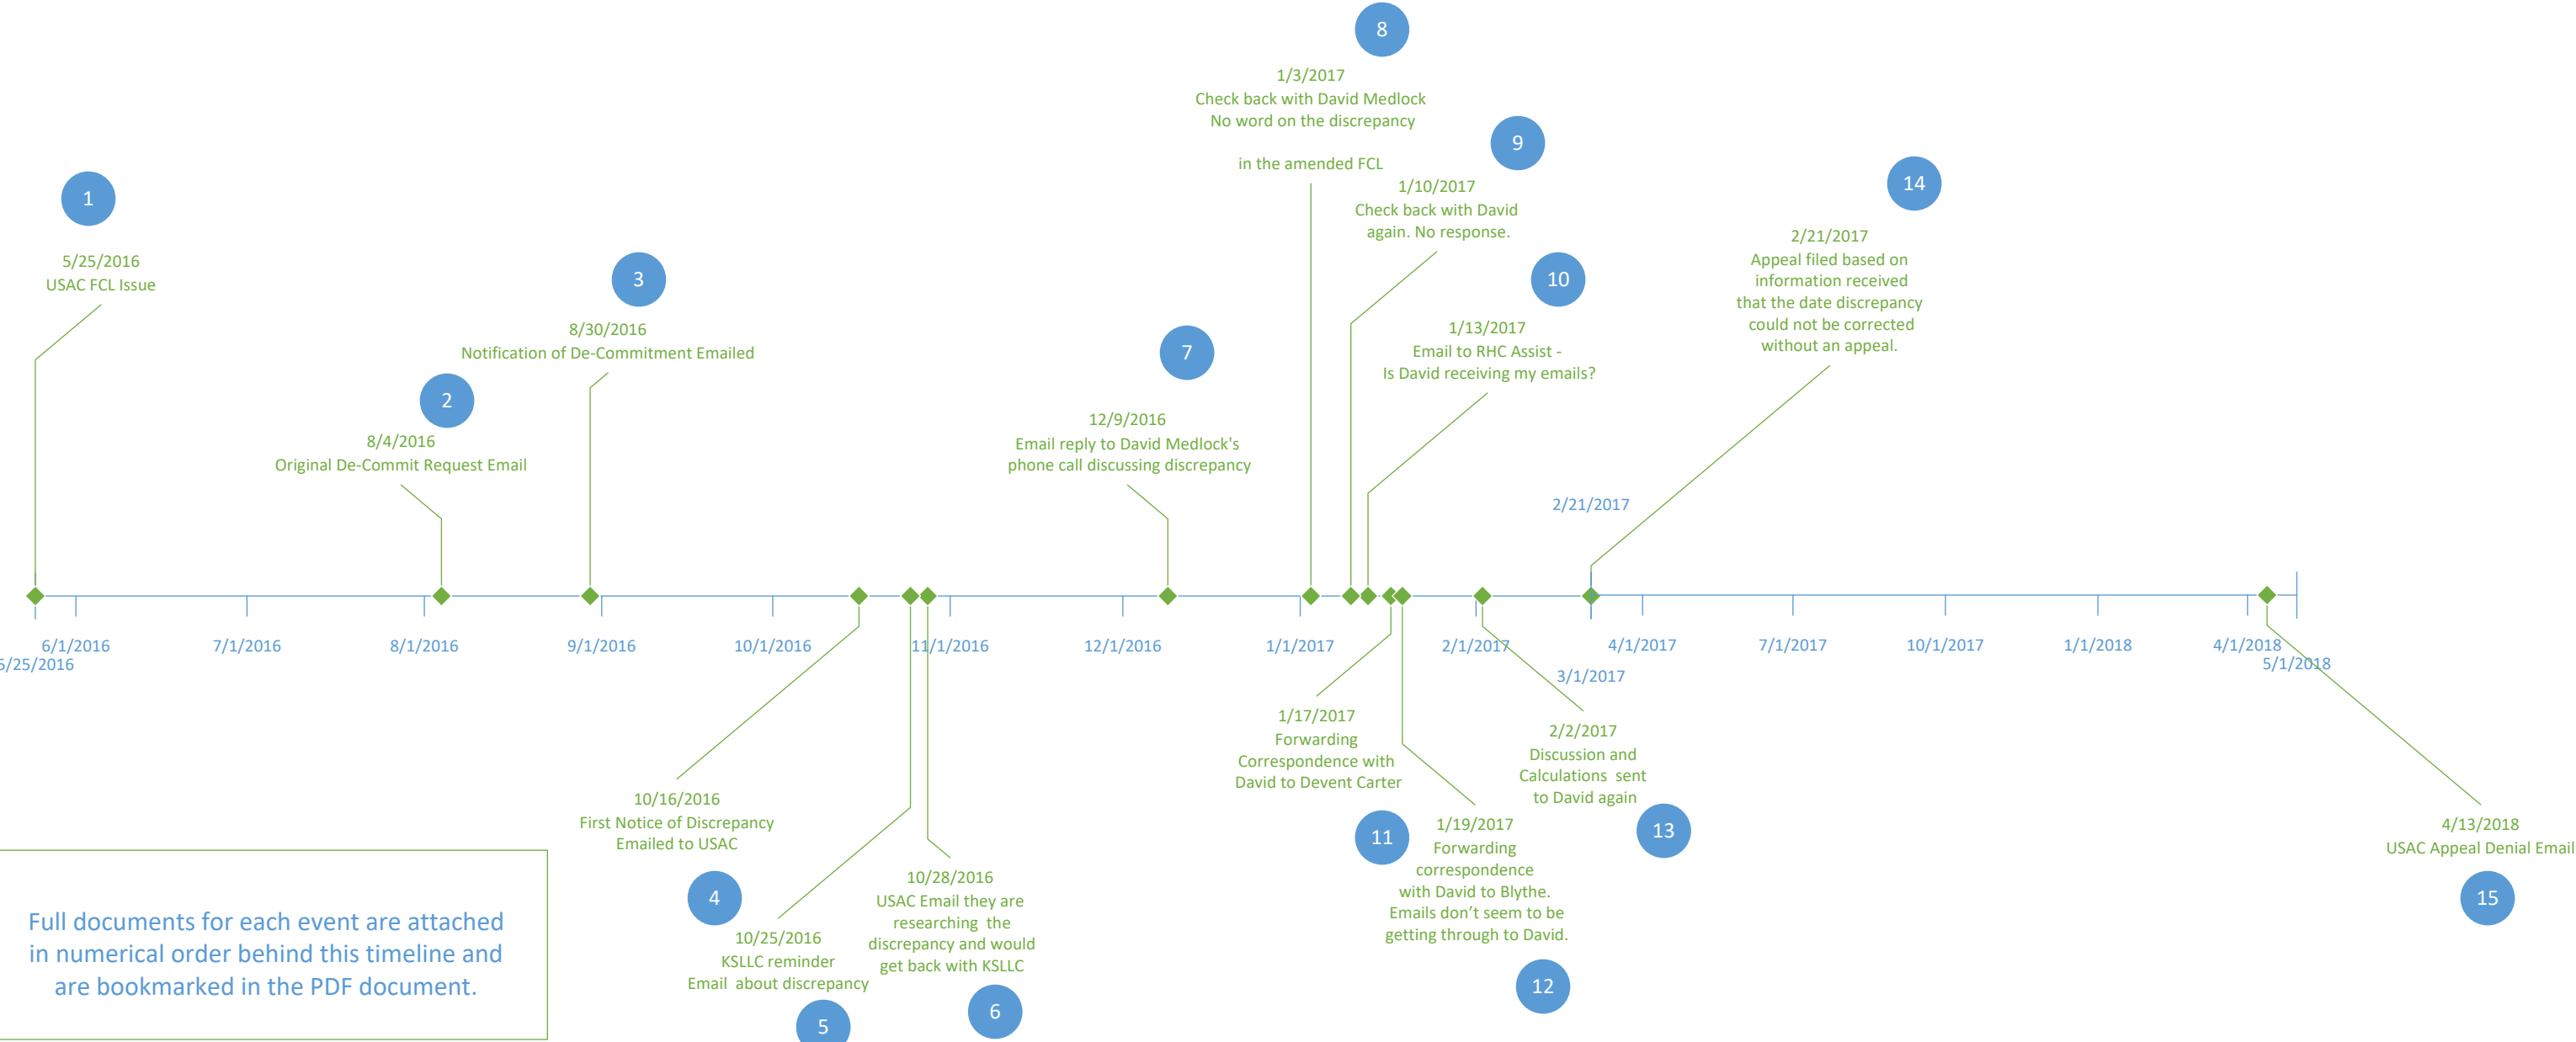 1
5/25/2016
USAC FCL Issue
2
8/4/2016
Original De-Commit Request Email
3
8/30/2016
Notification of De-Commitment Emailed
7
12/9/2016
Email reply to David Medlock's
phone call discussing discrepancy
8
1/3/2017
Check back with David Medlock
No word on the discrepancy
in the amended FCL
9
1/10/2017
Check back with David
again. No response.
10
1/13/2017
Email to RHC Assist -
Is David receiving my emails?
14
2/21/2017
Appeal filed based on
information received
that the date discrepancy
could not be corrected
without an appeal.
2/21/2017
5/25/2016
6/1/2016
7/1/2016
8/1/2016
9/1/2016
10/1/2016
11/1/2016
12/1/2016
1/1/2017
2/1/2017
3/1/2017
4/1/2017
7/1/2017
10/1/2017
1/1/2018
4/1/2018
5/1/2018
10/16/2016
First Notice of Discrepancy
Emailed to USAC
4
10/25/2016
KSLLC reminder
Email about discrepancy
5
10/28/2016
USAC Email they are
researching the
discrepancy and would
get back with KSLLC
6
1/17/2017
Forwarding
Correspondence with
David to Devent Carter
11
1/19/2017
Forwarding
correspondence
with David to Blythe.
Emails don’t seem to be
getting through to David.
12
2/2/2017
Discussion and
Calculations sent
to David again
13
4/13/2018
USAC Appeal Denial Email
15
Full documents for each event are attached
in numerical order behind this timeline and
are bookmarked in the PDF document.